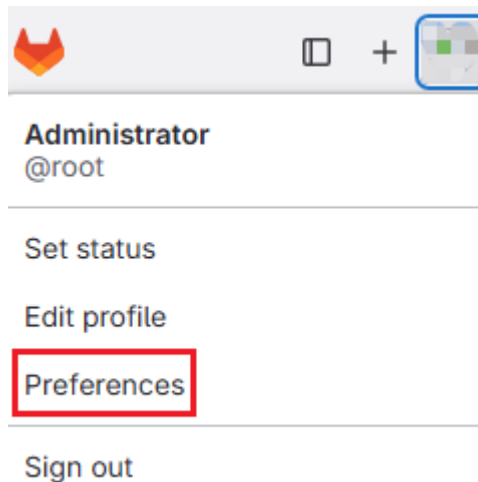 Administrator
@root
Set status
Edit profile
Preferences
Sign out